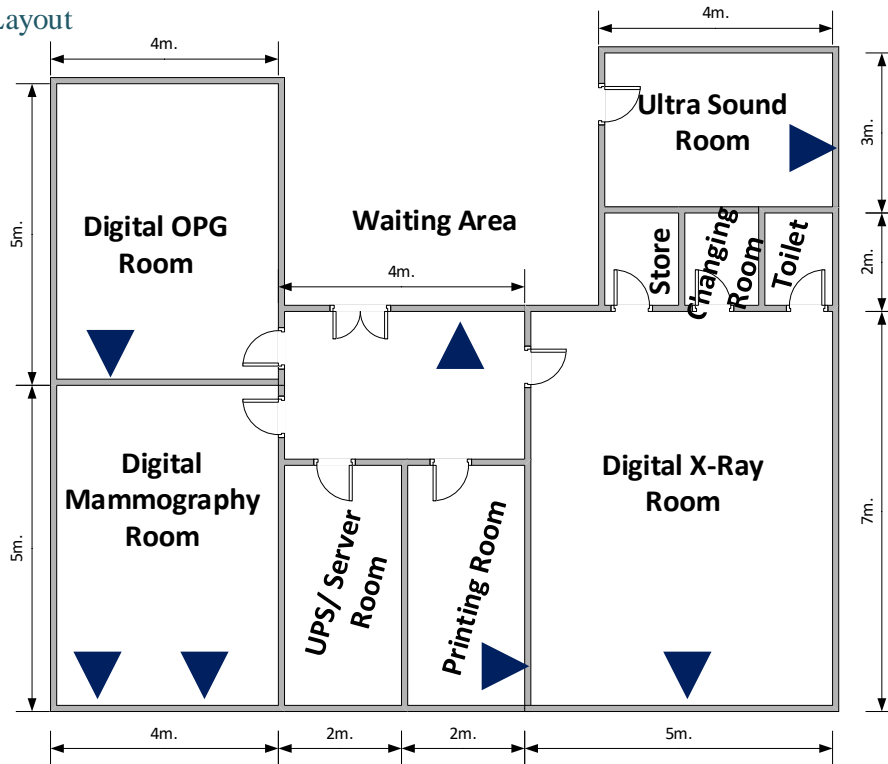 Layout
4m.
4m.
Ultra Sound
Room
3m.
5m.
Digital OPG
Room
Waiting Area
4m.
Store
Changing
Room
Toilet
2m.
Digital
Mammography
Room
5m.
UPS/ Server
Room
Printing Room
Digital X-Ray
Room
7m.
4m.
2m.
2m.
5m.